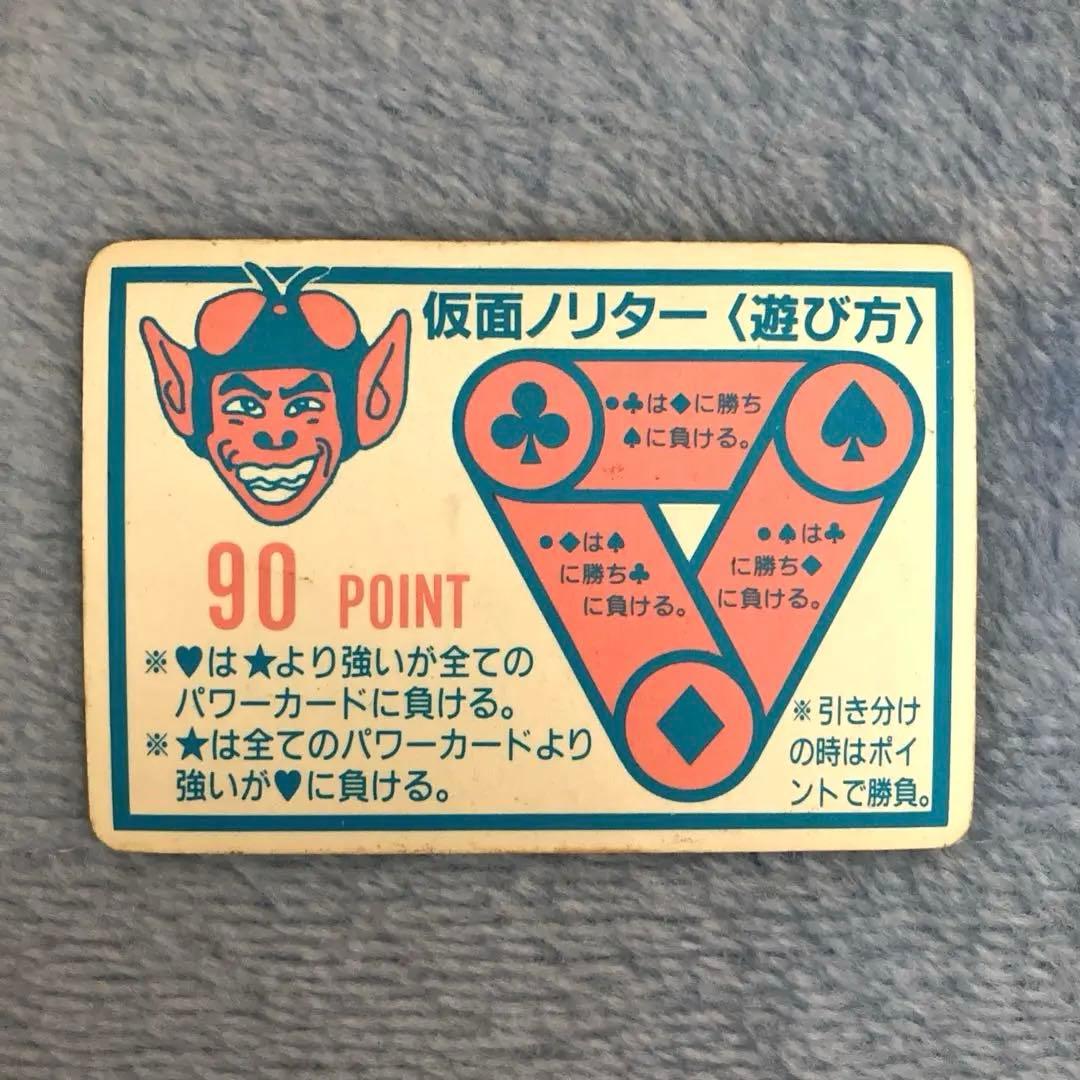 仮面ノリター〈遊び方〉
●♣は◆に勝ち
♠に負ける。
●◆は♠
に勝ち♣
に負ける。
●♠は♣
に勝ち◆
に負ける。
90 POINT
※♥は★より強いが全ての
パワーカードに負ける。
※★は全てのパワーカードより
強いが♥に負ける。
※引き分け
の時はポイ
ントで勝負。